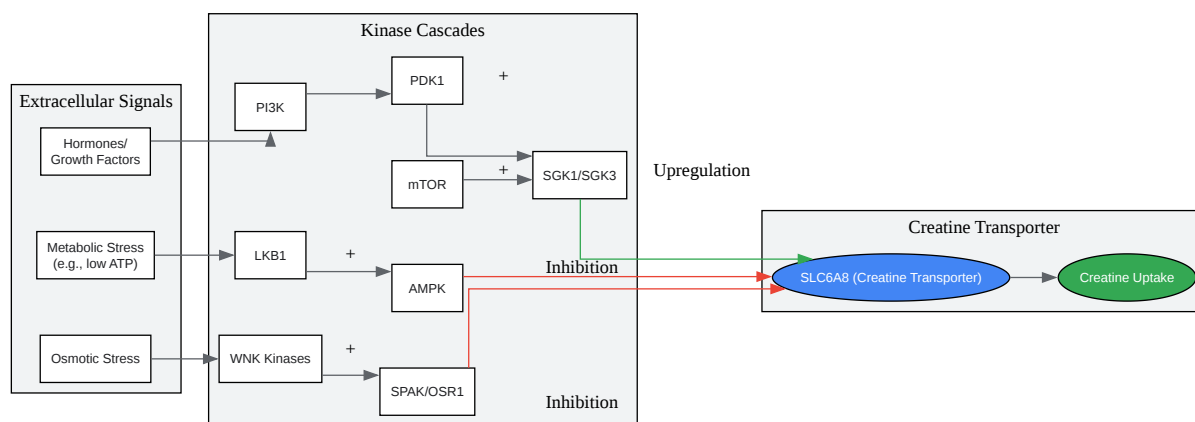 Kinase Cascades
Extracellular Signals
Hormones/
Growth Factors
Metabolic Stress
(e.g., low ATP)
Osmotic Stress
PI3K
PDK1
+
mTOR
+
SGK1/SGK3
LKB1
+
AMPK
WNK Kinases
+
SPAK/OSR1
Upregulation
Inhibition
Inhibition
Creatine Transporter
SLC6A8 (Creatine Transporter)
Creatine Uptake